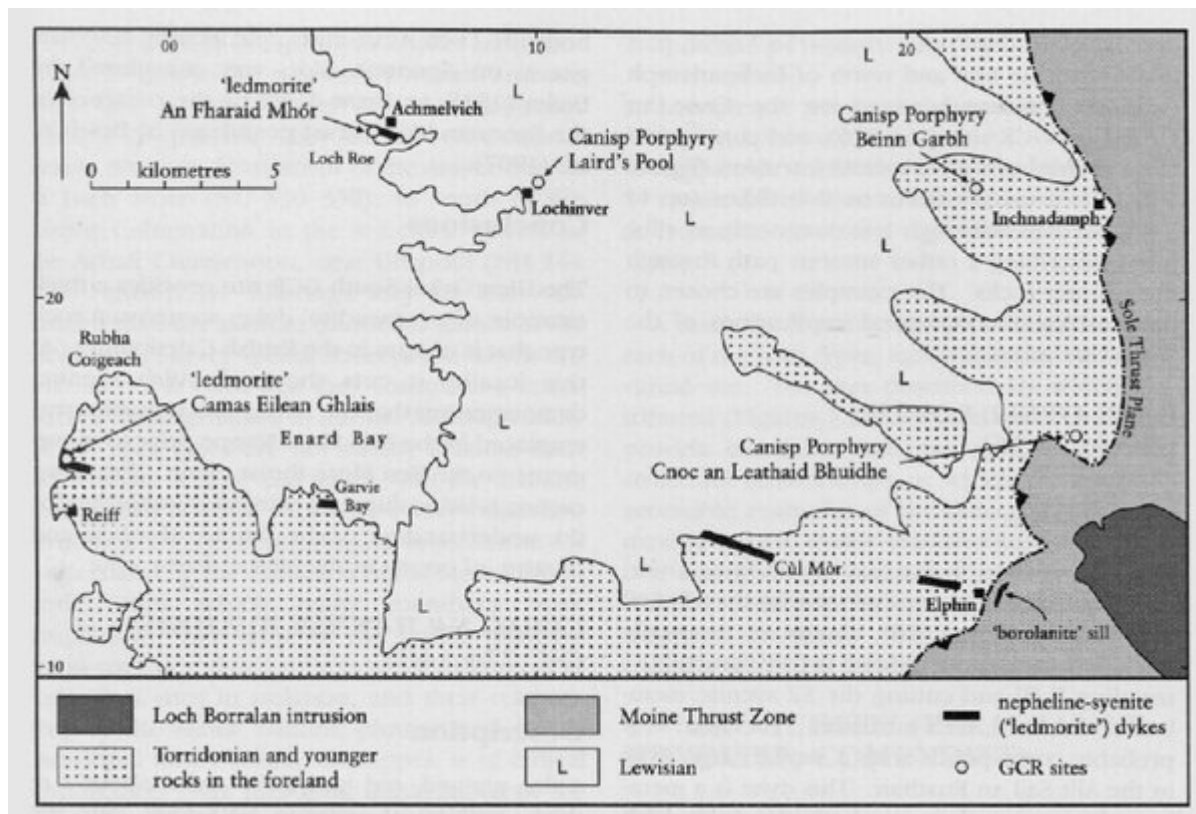 00
10
20
N
'ledmorite'
An Fharaid Mhór
Achmelvich
Loch Roe
0 kilometres 5
L
Canisp Porphyry
Laird's Pool
Lochinver
L
Canisp Porphyry
Beinn Garbh
Inchnadamph
L
L
20
Sole Thrust Plane
Rubha
Coigeach
'ledmorite'
Camas Eilean Ghlais
Enard Bay
L
L
Canisp Porphyry
Cnoc an Leathaid Bhuidhe
Garvie
Bay
Reiff
L
Cùl Mòr
Elphin
'borolanite' sill
10
Loch Borralan intrusion
Moine Thrust Zone
nepheline-syenite
('ledmorite') dykes
Torridonian and younger
rocks in the foreland
L
Lewisian
GCR sites